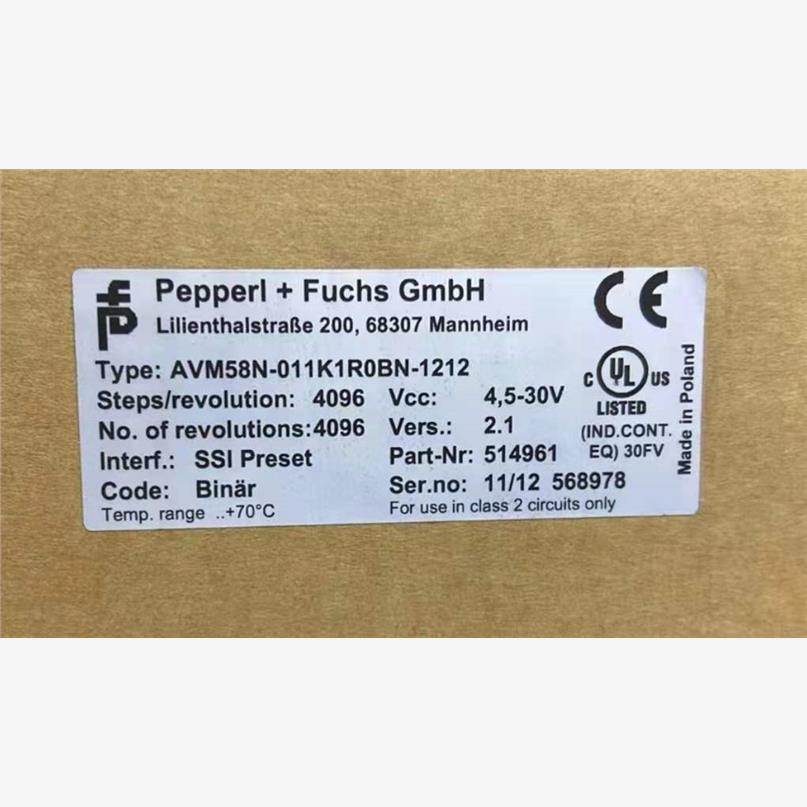 Pepperl + Fuchs GmbH
Lilienthalstraße 200, 68307 Mannheim
CE
Type: AVM58N-011K1R0BN-1212
Steps/revolution: 4096 Vcc: 4,5-30V
No. of revolutions:4096 Vers.: 2.1
Interf.: SSI Preset Part-Nr: 514961
Code: Binär Ser.no: 11/12 568978
Temp. range ..+70°C For use in class 2 circuits only
C UL US
LISTED
(IND.CONT.
EQ) 30FV
Made in Poland